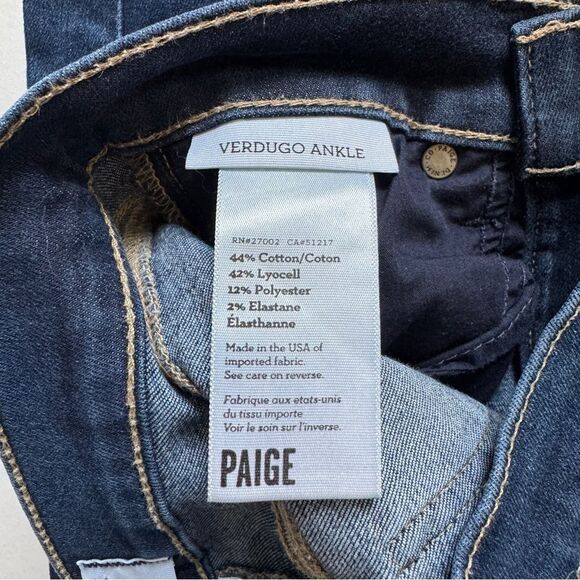 VERDUGO ANKLE
RN#27002 CA#51217
44% Cotton/Coton
42% Lyocell
12% Polyester
2% Elastane
Élasthanne
Made in the USA of
imported fabric.
See care on reverse.
Fabrique aux etats-unis
du tissu importe
Voir le soin sur l'inverse.
PAIGE